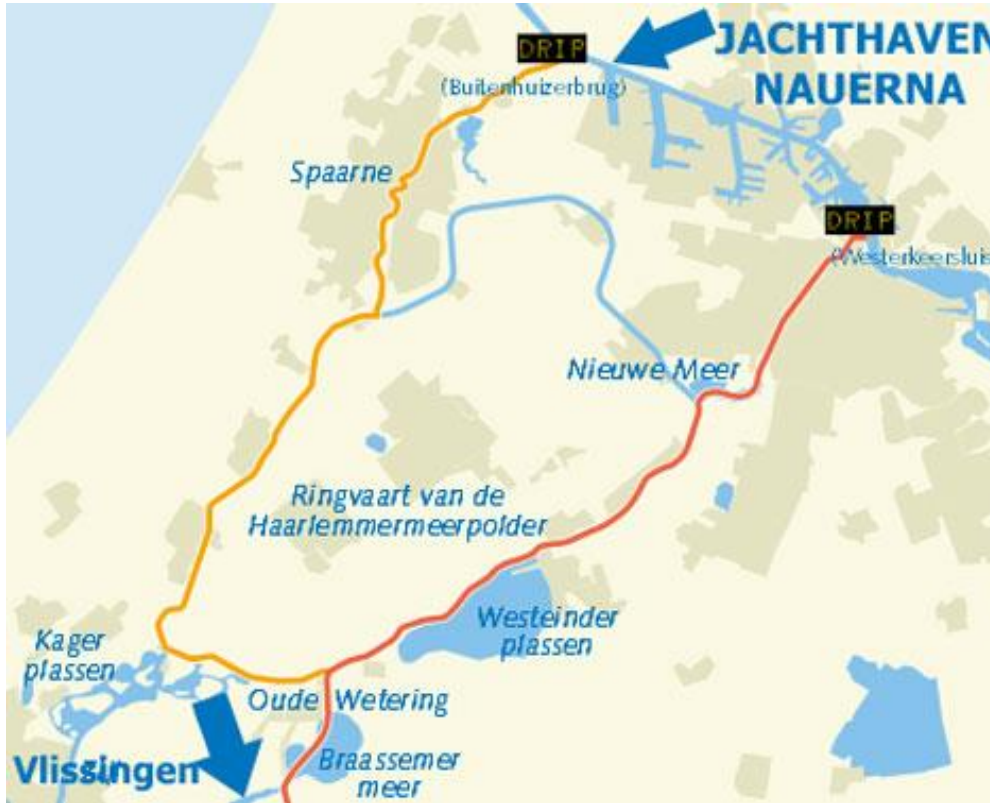 DRIP
JACHTHAVEN
NAUERNA
(Buitenhuizerbrug)
Spaarne
DRIP
(Westerkeersluis
Nieuwe Meer
Ringvaart van de
Haarlemmermeerpolder
Westeinder
plassen
Kager
plassen
Oude Wetering
Braassemer
meer
Vlissingen